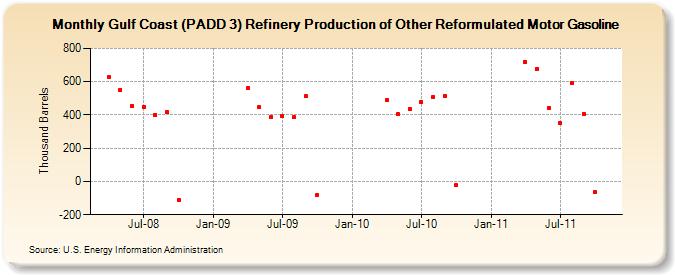 Monthly Gulf Coast (PADD 3) Refinery Production of Other Reformulated Motor Gasoline
Thousand Barrels
800
600
400
200
0
-200
Jul-08 Jan-09 Jul-09 Jan-10 Jul-10 Jan-11 Jul-11
Source: U.S. Energy Information Administration